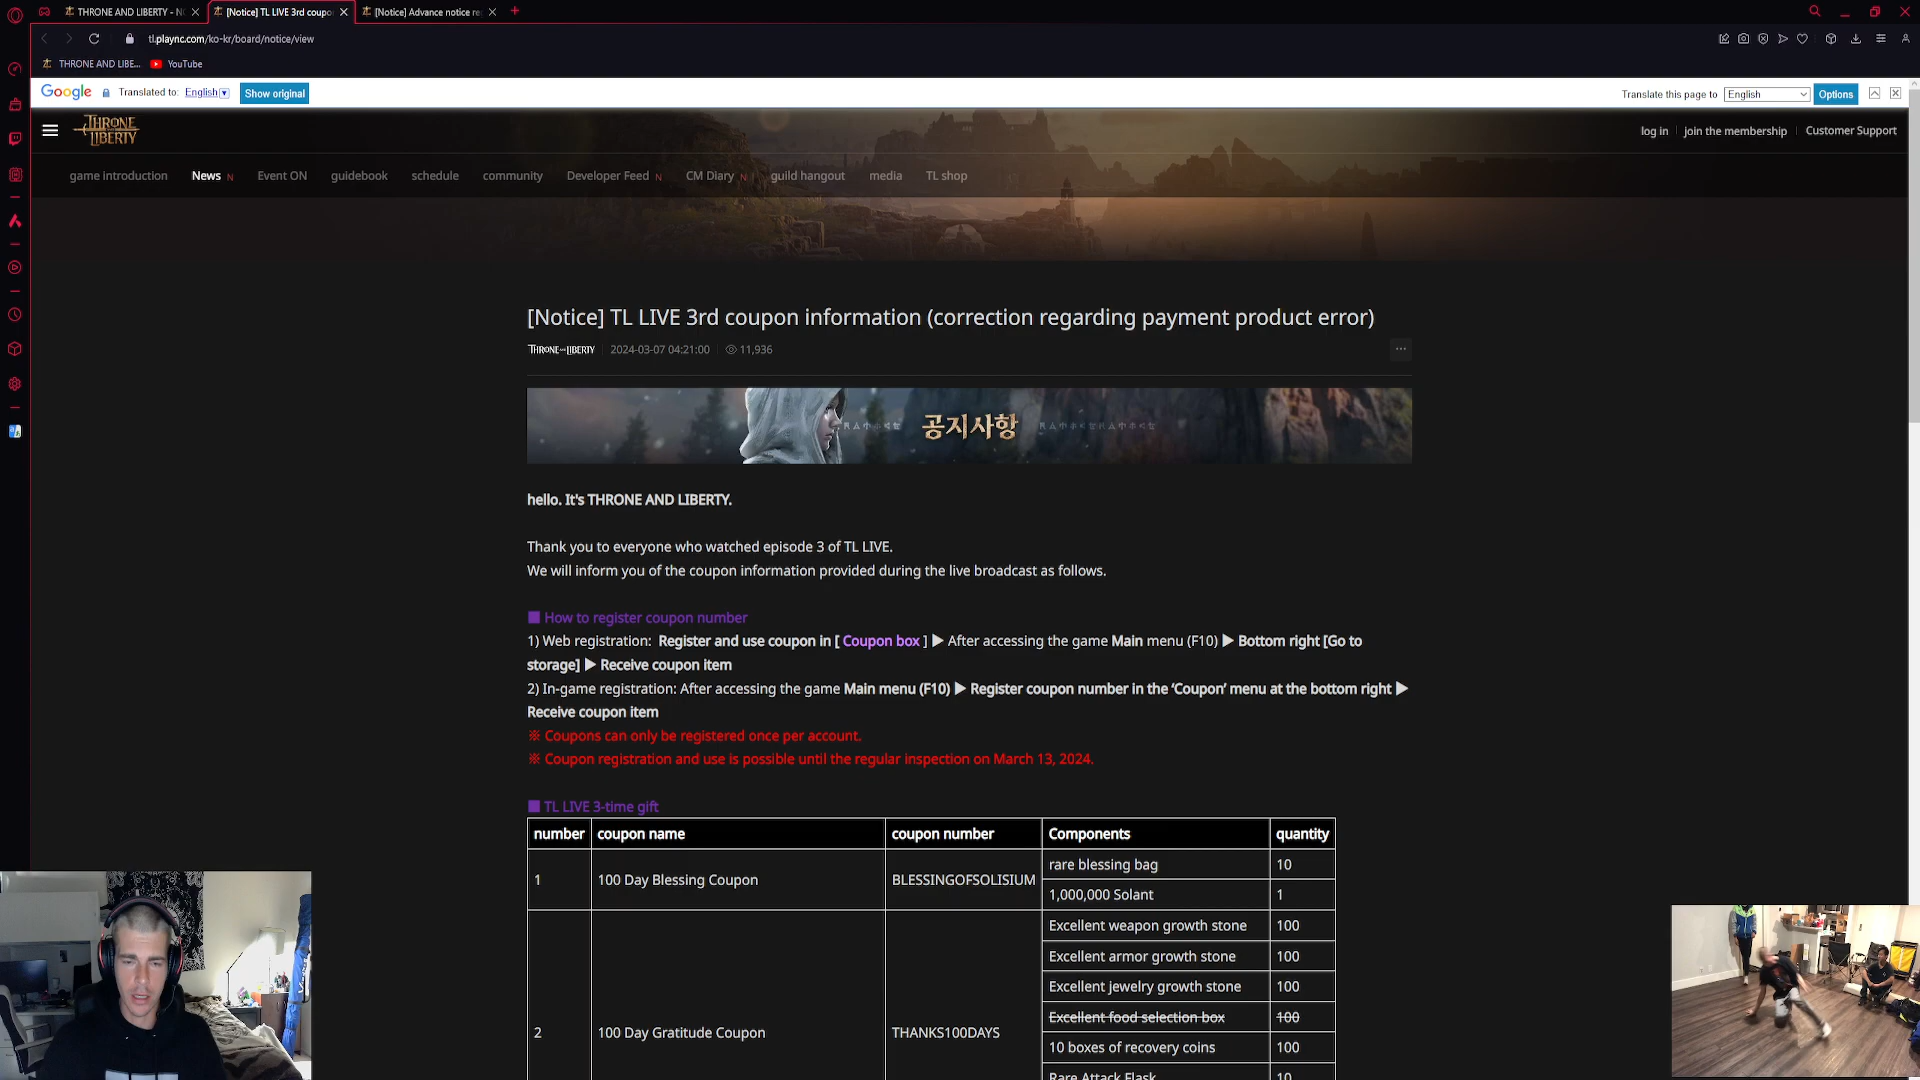 THRONE AND LIBERTY - N
[Notice] TL LIVE 3rd coupo
[Notice] Advance notice re
tl.plaync.com/ko-kr/board/notice/view
THRONE AND LIBE...
YouTube
Google
Translated to: English
Show original
Translate this page to
English
Options
THRONE AND LIBERTY
log in
join the membership
Customer Support
game introduction
News N
Event ON
guidebook
schedule
community
Developer Feed N
CM Diary N
guild hangout
media
TL shop
[Notice] TL LIVE 3rd coupon information (correction regarding payment product error)
THRONE AND LIBERTY
2024-03-07 04:21:00
11,936
공지사항
hello. It's THRONE AND LIBERTY.
Thank you to everyone who watched episode 3 of TL LIVE.
We will inform you of the coupon information provided during the live broadcast as follows.
■ How to register coupon number
1) Web registration: Register and use coupon in [ Coupon box ] ▶ After accessing the game Main menu (F10) ▶ Bottom right [Go to
storage] ▶ Receive coupon item
2) In-game registration: After accessing the game Main menu (F10) ▶ Register coupon number in the ‘Coupon’ menu at the bottom right ▶
Receive coupon item
※ Coupons can only be registered once per account.
※ Coupon registration and use is possible until the regular inspection on March 13, 2024.
■ TL LIVE 3-time gift
number coupon name coupon number Components quantity
1 100 Day Blessing Coupon BLESSINGOFSOLISIUM rare blessing bag 10
1,000,000 Solant 1
2 100 Day Gratitude Coupon THANKS100DAYS Excellent weapon growth stone 100
Excellent armor growth stone 100
Excellent jewelry growth stone 100
Excellent food selection box 100
10 boxes of recovery coins 100
Rare Attack Flask 10